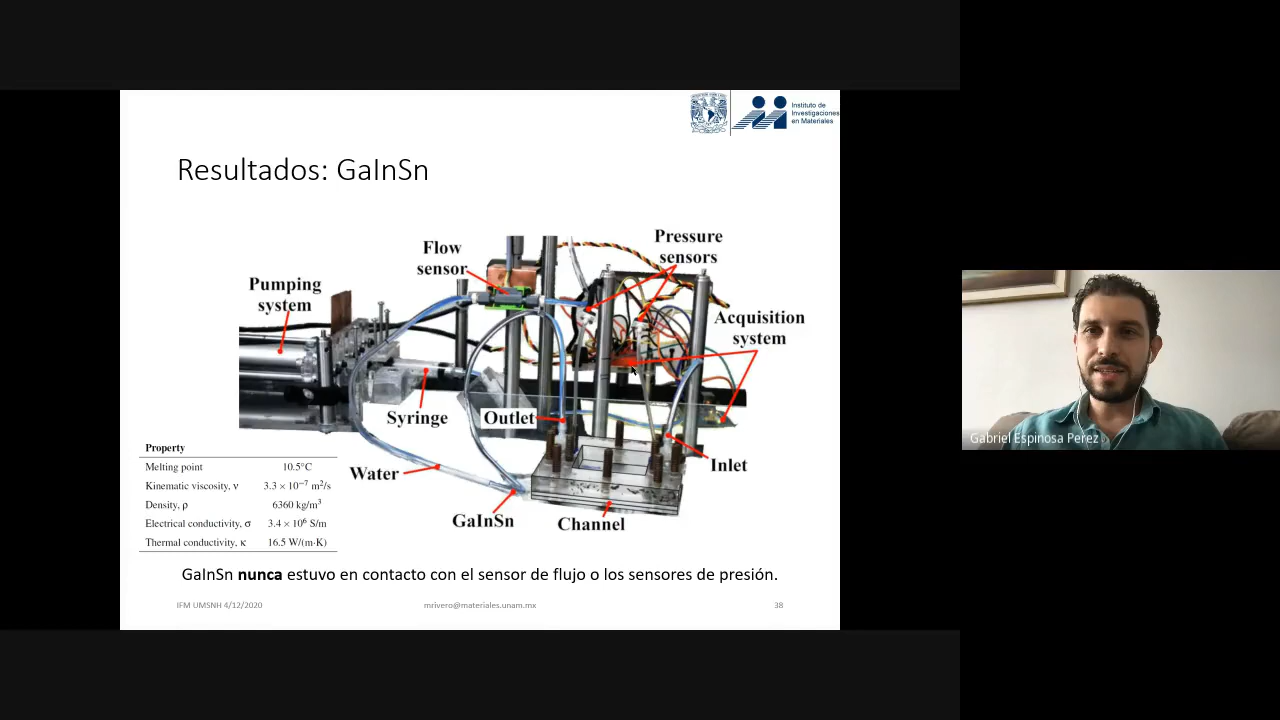 Instituto de
Investigaciones
en Materiales
Resultados: GaInSn
Pressure
sensors
Flow
sensor
Pumping
system
Acquisition
system
Syringe
Outlet
Inlet
Water
GaInSn
Channel
Property
Melting point 10.5°C
Kinematic viscosity, ν 3.3 × 10⁻⁷ m²/s
Density, ρ 6360 kg/m³
Electrical conductivity, σ 3.4 × 10⁶ S/m
Thermal conductivity, κ 16.5 W/(m·K)
GaInSn nunca estuvo en contacto con el sensor de flujo o los sensores de presión.
IFM UMSNH 4/12/2020 mrivero@materiales.unam.mx 38
Gabriel Espinosa Perez